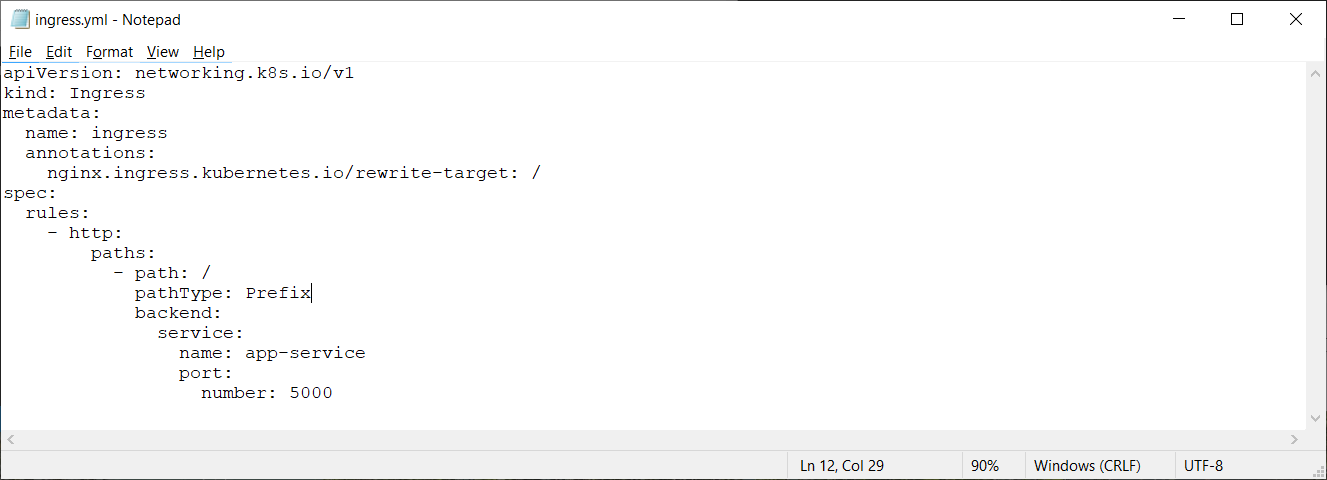 ingress.yml - Notepad
File Edit Format View Help
apiVersion: networking.k8s.io/v1
kind: Ingress
metadata:
  name: ingress
  annotations:
    nginx.ingress.kubernetes.io/rewrite-target: /
spec:
  rules:
    - http:
        paths:
          - path: /
            pathType: Prefix
            backend:
              service:
                name: app-service
                port:
                  number: 5000
Ln 12, Col 29 90% Windows (CRLF) UTF-8